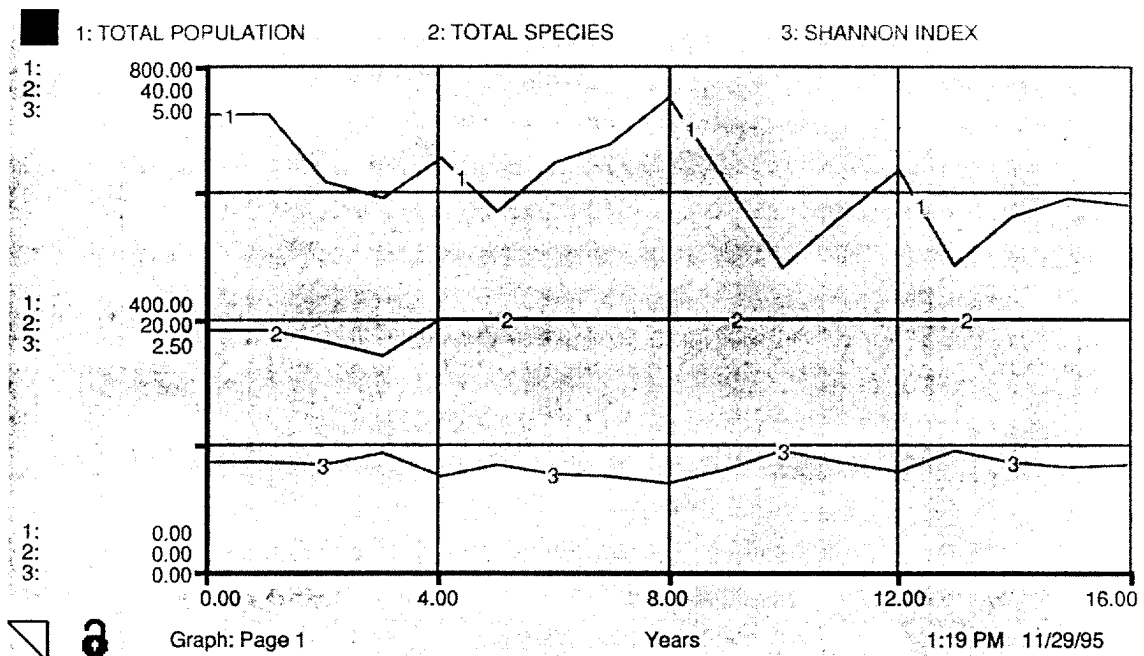 1: TOTAL POPULATION 2: TOTAL SPECIES 3: SHANNON INDEX
1: 800.00
2: 40.00
3: 5.00
1
1
1
1
1: 400.00
2: 20.00
3: 2.50
2 2 2 2
3 3 3 3
1: 0.00
2: 0.00
3: 0.00
0.00 4.00 8.00 12.00 16.00
Graph: Page 1 Years 1:19 PM 11/29/95